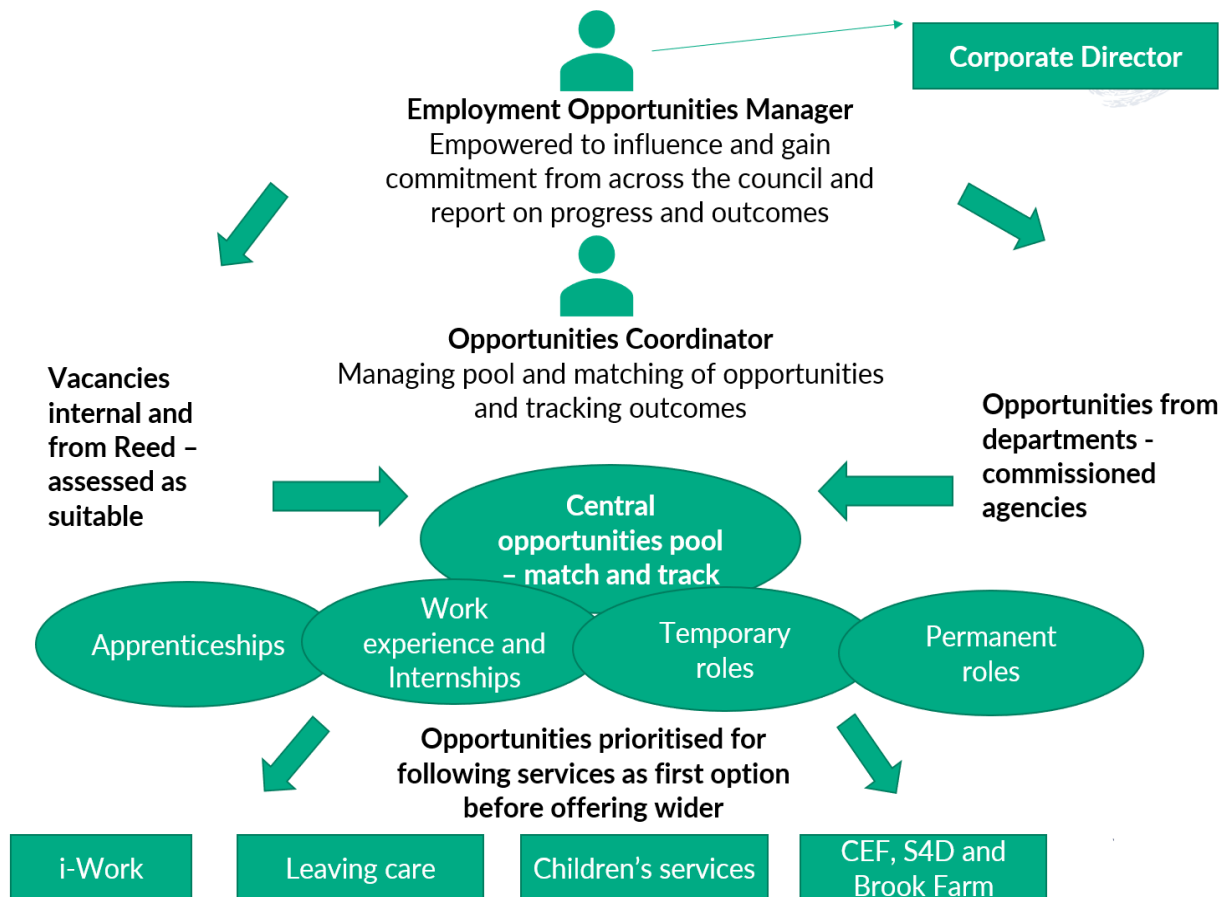 Corporate Director
Employment Opportunities Manager
Empowered to influence and gain
commitment from across the council and
report on progress and outcomes
Opportunities Coordinator
Managing pool and matching of opportunities
and tracking outcomes
Vacancies
internal and
from Reed –
assessed as
suitable
Opportunities from
departments -
commissioned
agencies
Central
opportunities pool
– match and track
Apprenticeships
Work
experience and
Internships
Temporary
roles
Permanent
roles
Opportunities prioritised for
following services as first option
before offering wider
i-Work
Leaving care
Children’s services
CEF, S4D and
Brook Farm